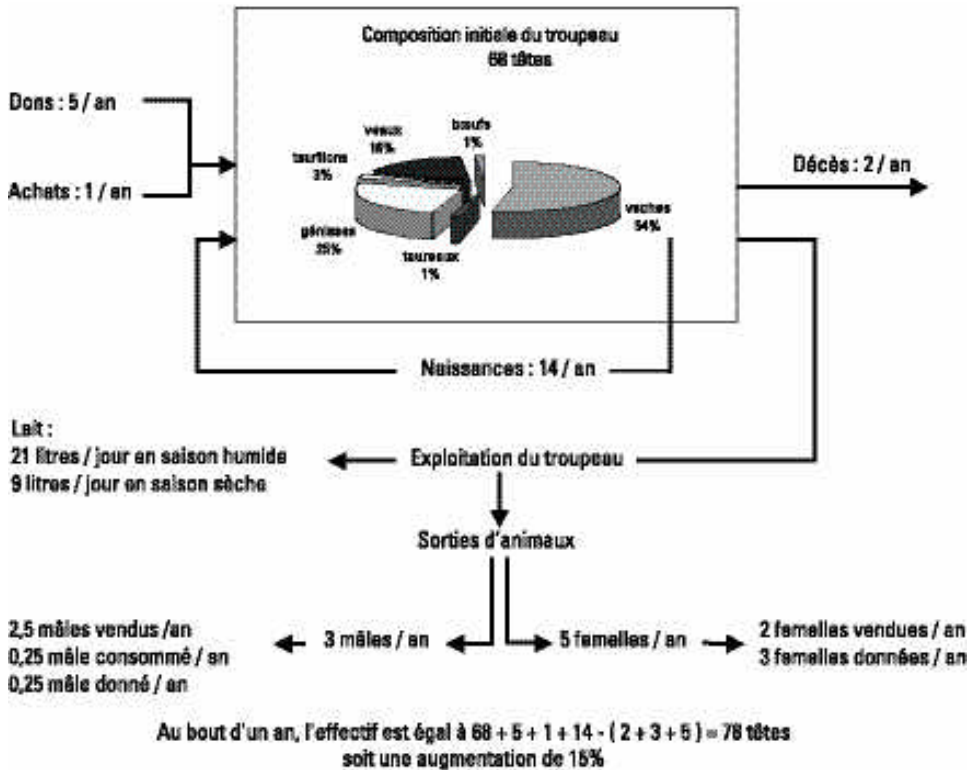 Composition initiale du troupeau
68 têtes
Dons : 5 / an
Achats : 1 / an
veaux
16%
bœufs
1%
taurillons
3%
génisses
25%
taureaux
1%
vaches
54%
Décès : 2 / an
Naissances : 14 / an
Lait :
21 litres / jour en saison humide
9 litres / jour en saison sèche
Exploitation du troupeau
Sorties d'animaux
2,5 mâles vendus /an
0,25 mâle consommé / an
0,25 mâle donné / an
3 mâles / an
5 femelles / an
2 femelles vendues / an
3 femelles données / an
Au bout d'un an, l'effectif est égal à 68 + 5 + 1 + 14 - ( 2 + 3 + 5 ) = 78 têtes
soit une augmentation de 15%